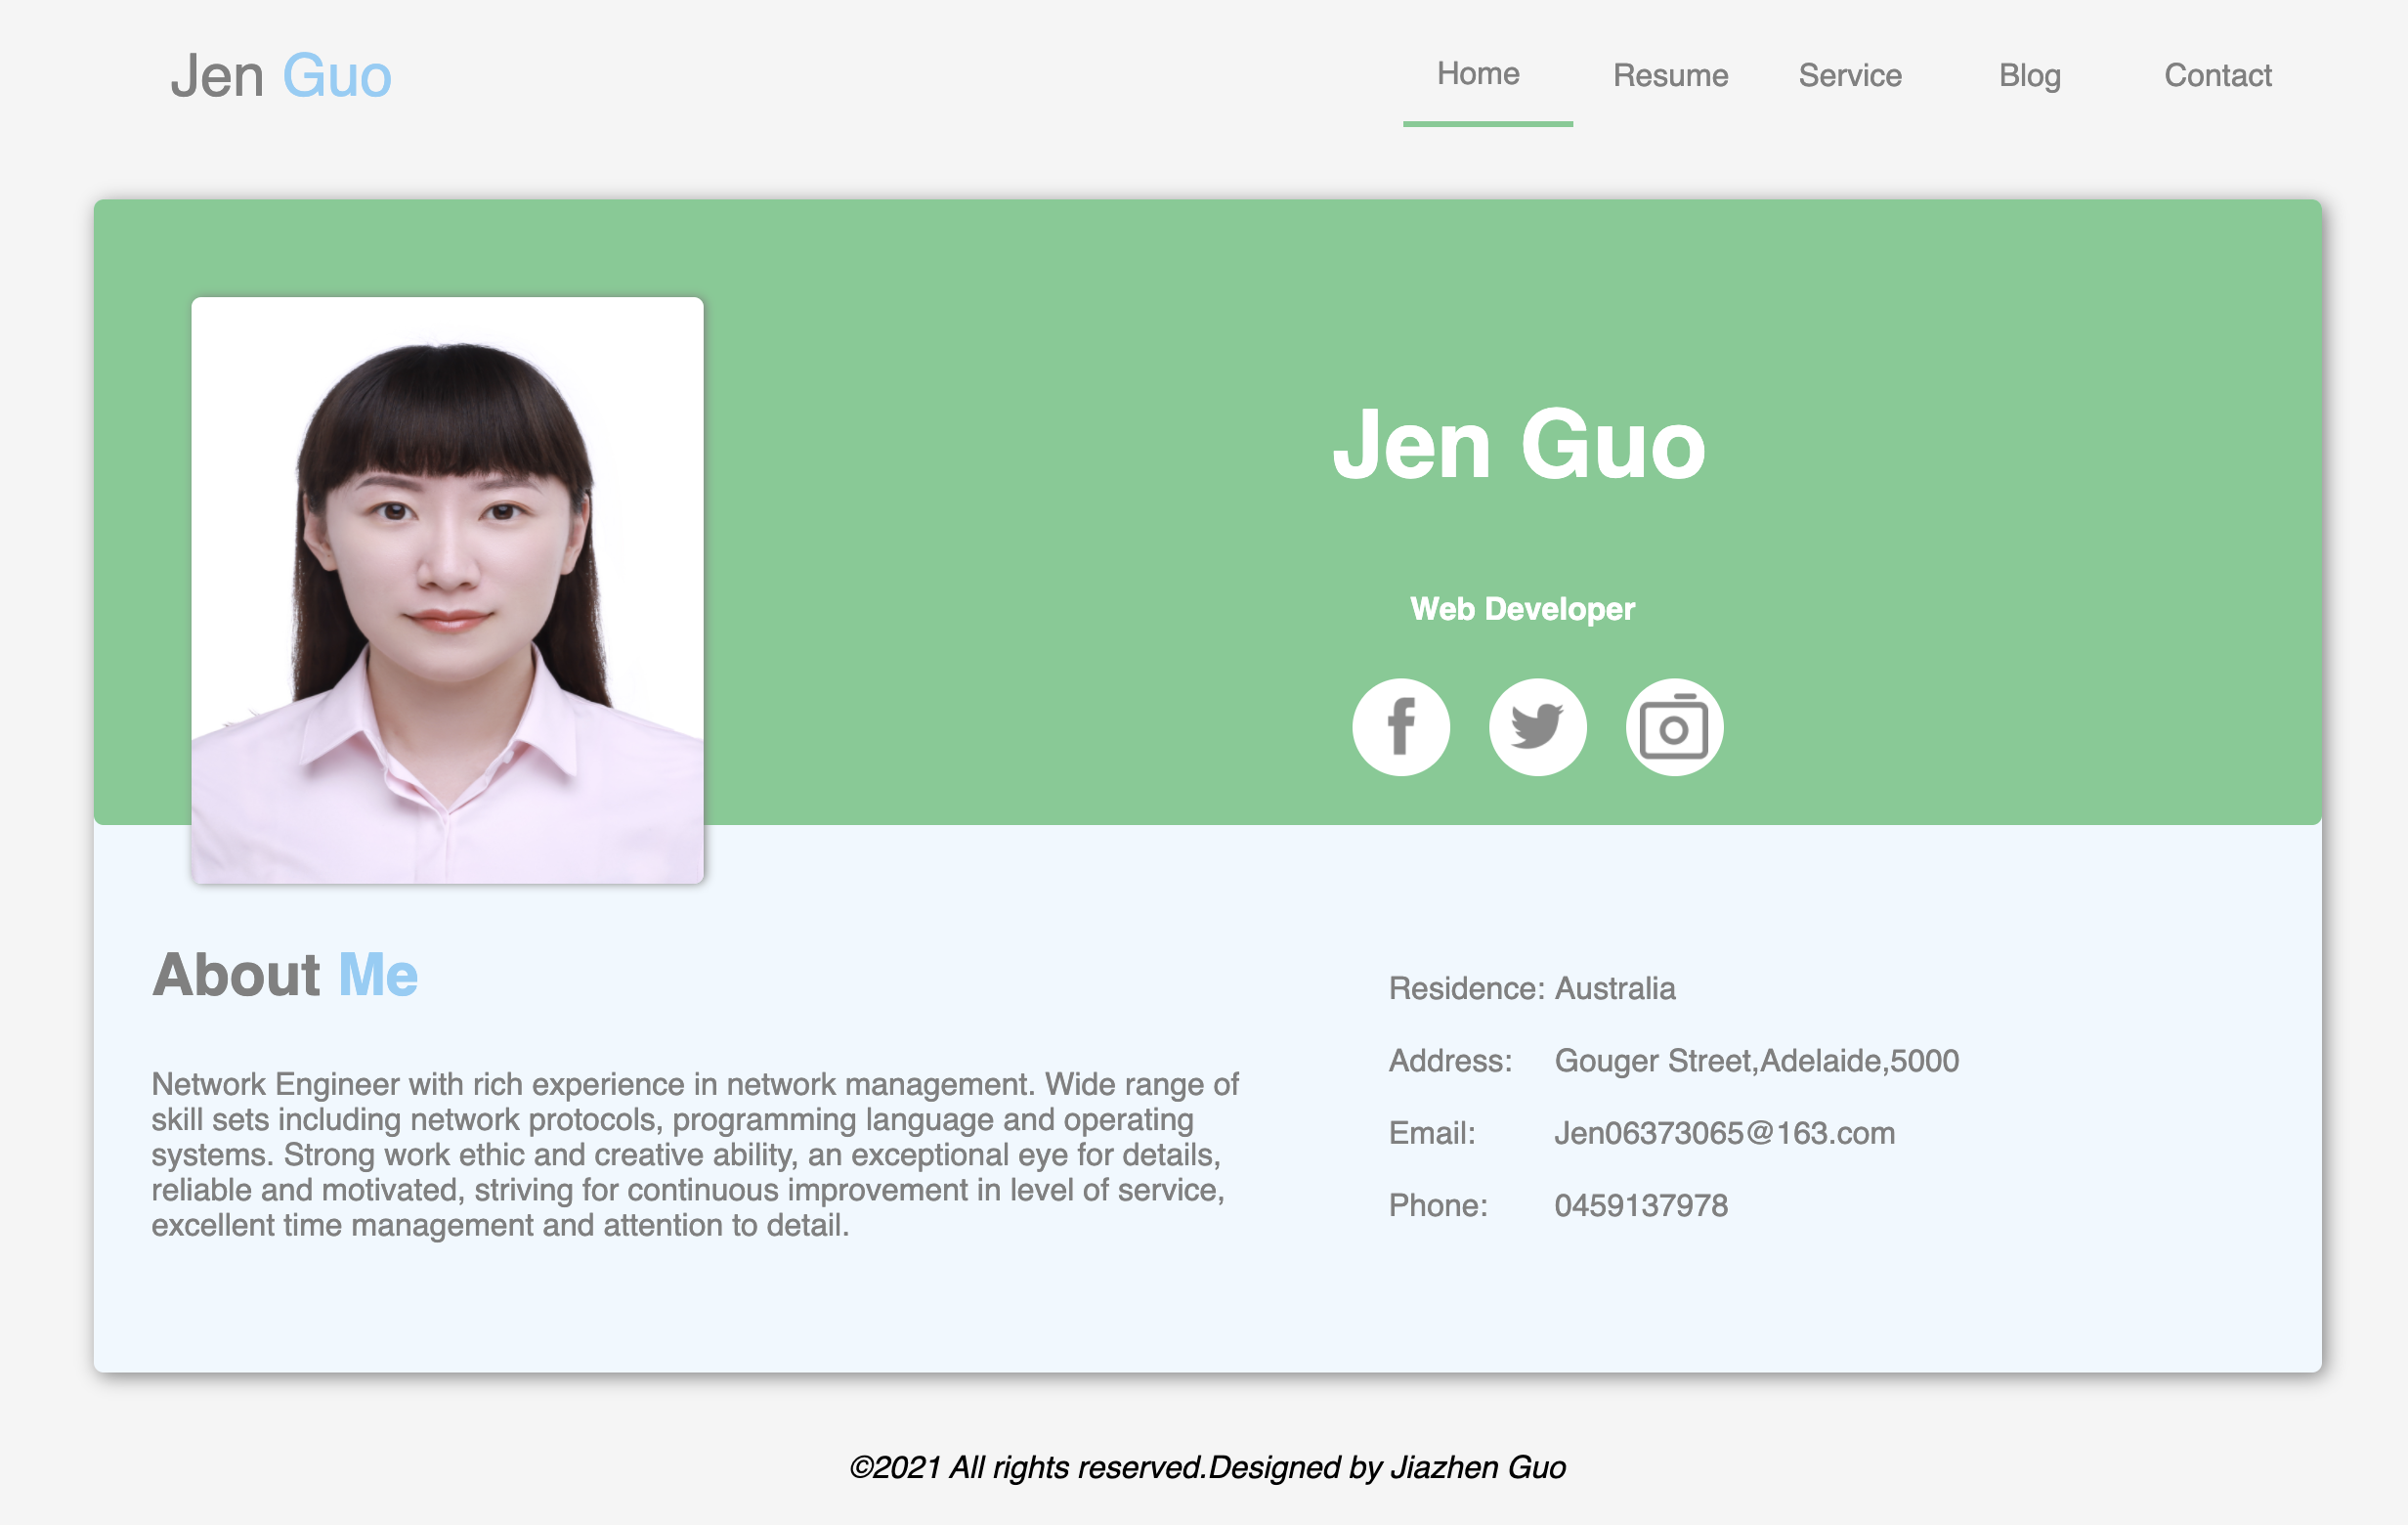 Jen Guo
Home Resume Service Blog Contact
Jen Guo
Web Developer
About Me
Network Engineer with rich experience in network management. Wide range of
skill sets including network protocols, programming language and operating
systems. Strong work ethic and creative ability, an exceptional eye for details,
reliable and motivated, striving for continuous improvement in level of service,
excellent time management and attention to detail.
Residence: Australia
Address: Gouger Street,Adelaide,5000
Email: Jen06373065@163.com
Phone: 0459137978
©2021 All rights reserved.Designed by Jiazhen Guo